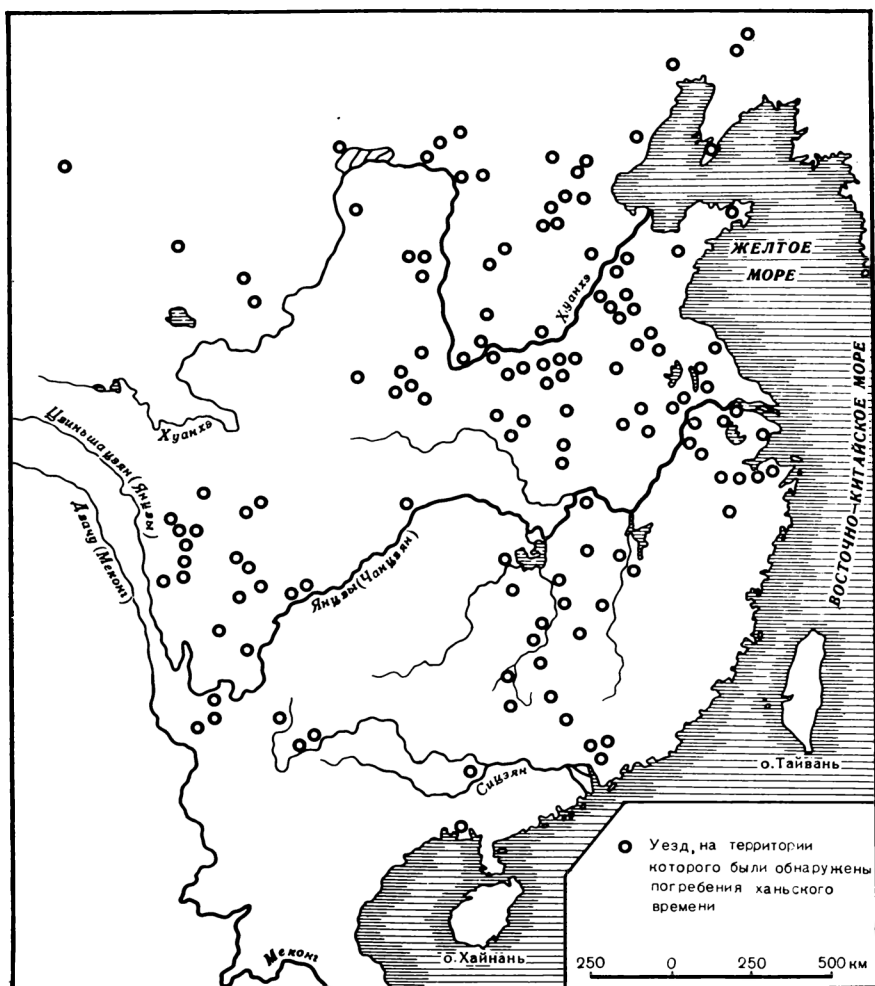 ЖЕЛТОЕ
МОРЕ
Хуанхэ
ВОСТОЧНО-КИТАЙСКОЕ МОРЕ
Хуанхэ
Цзиньшацзян (Янцзы)
Дзачу (Меконг)
Янцзы (Чанцзян)
Сицзян
о. Тайвань
о. Хайнань
Меконг
Уезд, на территории
которого были обнаружены
погребения ханьского
времени
250 0 250 500 км